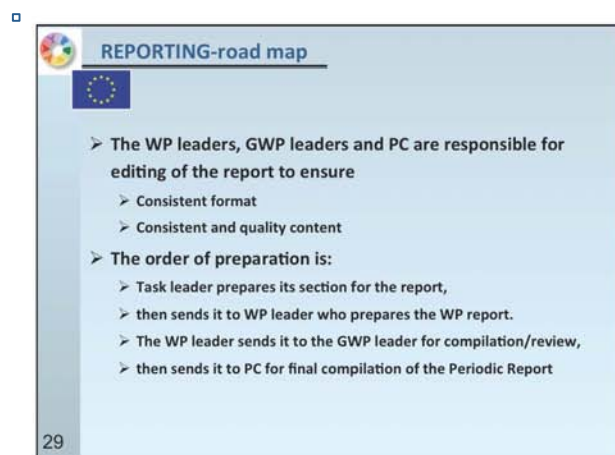 REPORTING-road map
➢ The WP leaders, GWP leaders and PC are responsible for
editing of the report to ensure
➢ Consistent format
➢ Consistent and quality content
➢ The order of preparation is:
➢ Task leader prepares its section for the report,
➢ then sends it to WP leader who prepares the WP report.
➢ The WP leader sends it to the GWP leader for compilation/review,
➢ then sends it to PC for final compilation of the Periodic Report
29